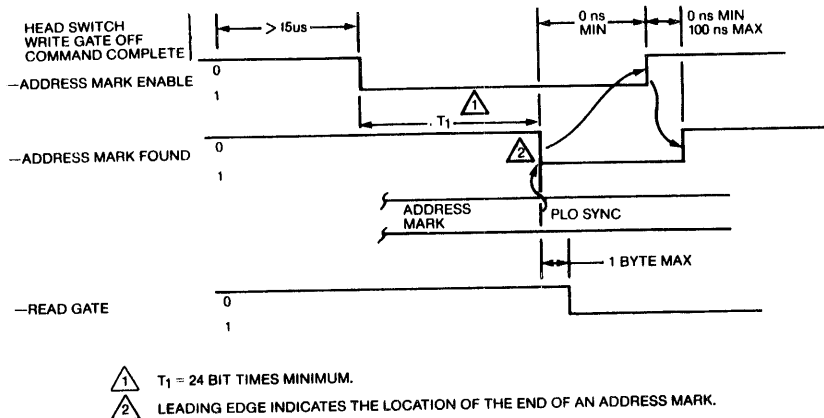 HEAD SWITCH
WRITE GATE OFF
COMMAND COMPLETE
> 15us
0 ns
MIN
0 ns MIN
100 ns MAX
0
—ADDRESS MARK ENABLE
1
1
T1
0
—ADDRESS MARK FOUND
2
1
ADDRESS
MARK
PLO SYNC
1 BYTE MAX
0
—READ GATE
1
1 T1 = 24 BIT TIMES MINIMUM.
2 LEADING EDGE INDICATES THE LOCATION OF THE END OF AN ADDRESS MARK.